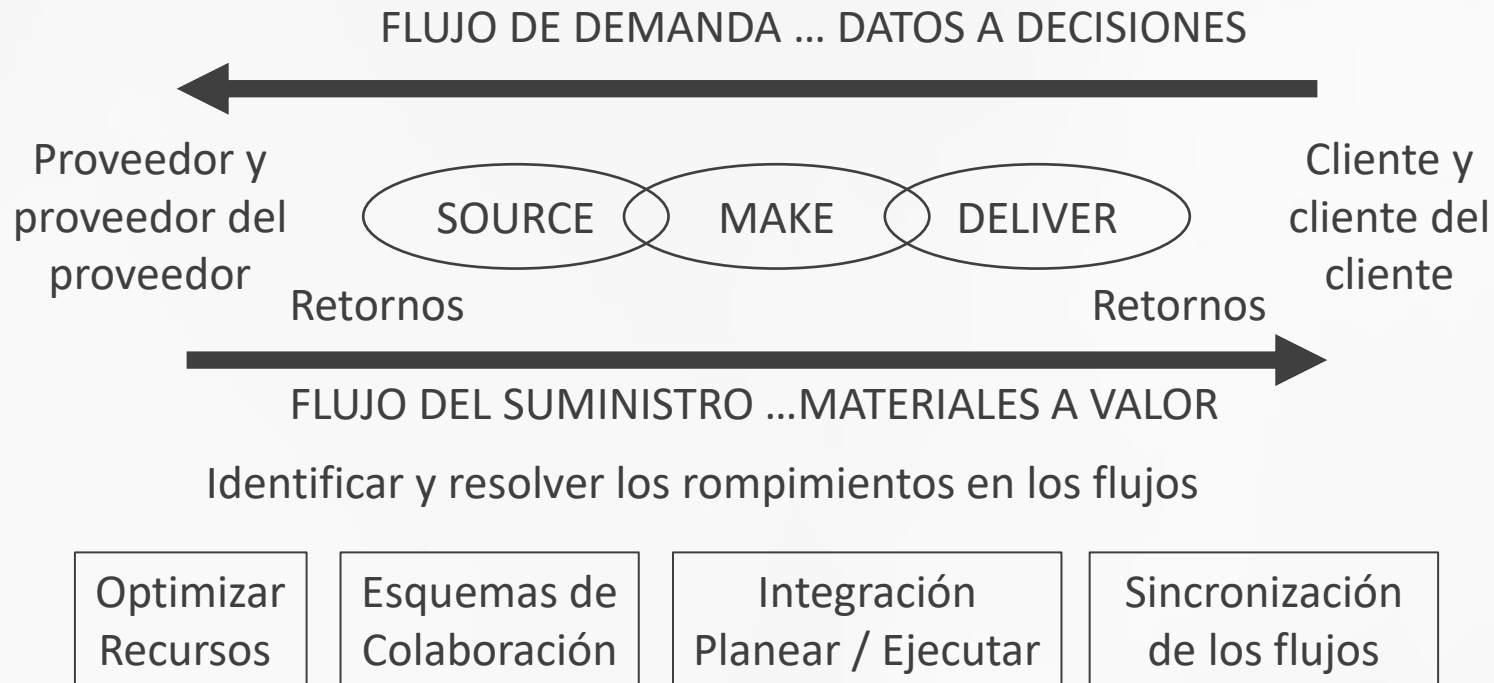 FLUJO DE DEMANDA ... DATOS A DECISIONES
Proveedor y
proveedor del
proveedor
SOURCE
MAKE
DELIVER
Cliente y
cliente del
cliente
Retornos
Retornos
FLUJO DEL SUMINISTRO ...MATERIALES A VALOR
Identificar y resolver los rompimientos en los flujos
Optimizar
Recursos
Esquemas de
Colaboración
Integración
Planear / Ejecutar
Sincronización
de los flujos